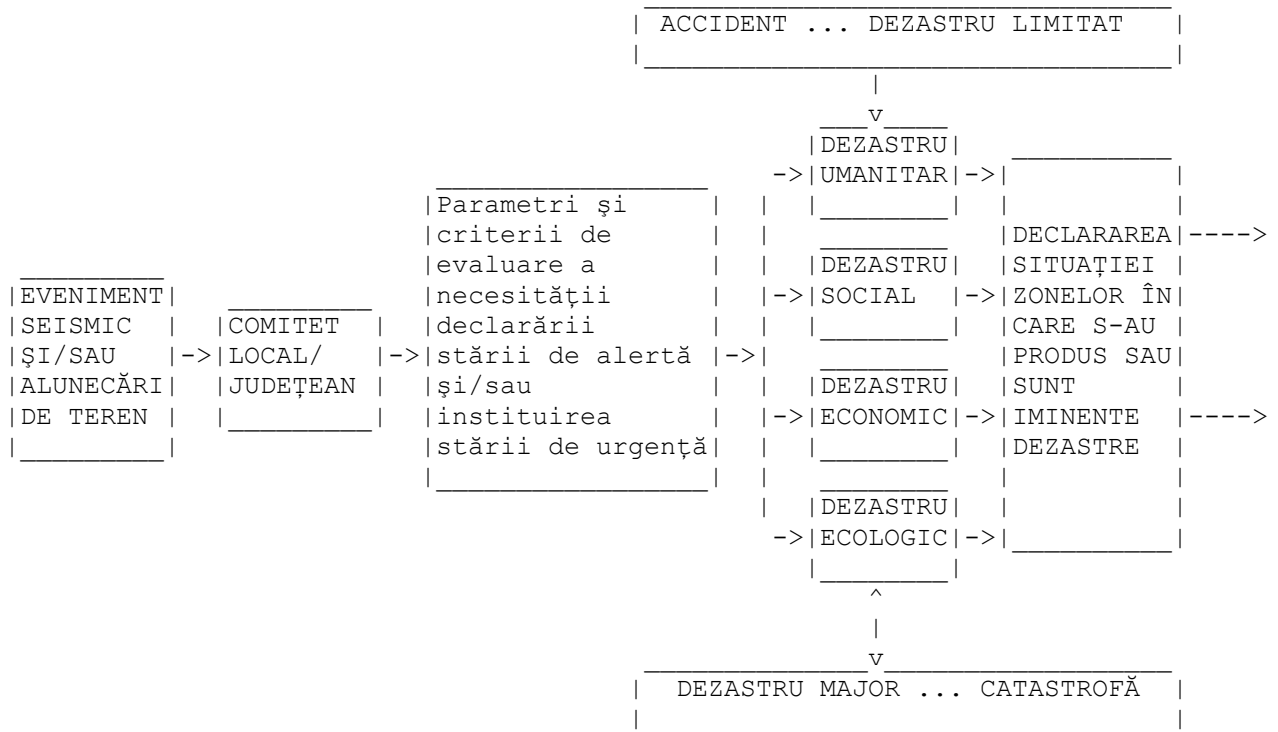 ACCIDENT ... DEZASTRU LIMITAT
EVENIMENT
SEISMIC
ŞI/SAU
ALUNECĂRI
DE TEREN
COMITET
LOCAL/
JUDEŢEAN
Parametri şi
criterii de
evaluare a
necesităţii
declarării
stării de alertă
şi/sau
instituirea
stării de urgenţă
DEZASTRU
UMANITAR
DEZASTRU
SOCIAL
DEZASTRU
ECONOMIC
DEZASTRU
ECOLOGIC
DECLARAREA
SITUAŢIEI
ZONELOR ÎN
CARE S-AU
PRODUS SAU
SUNT
IMINENTE
DEZASTRE
DEZASTRU MAJOR ... CATASTROFĂ